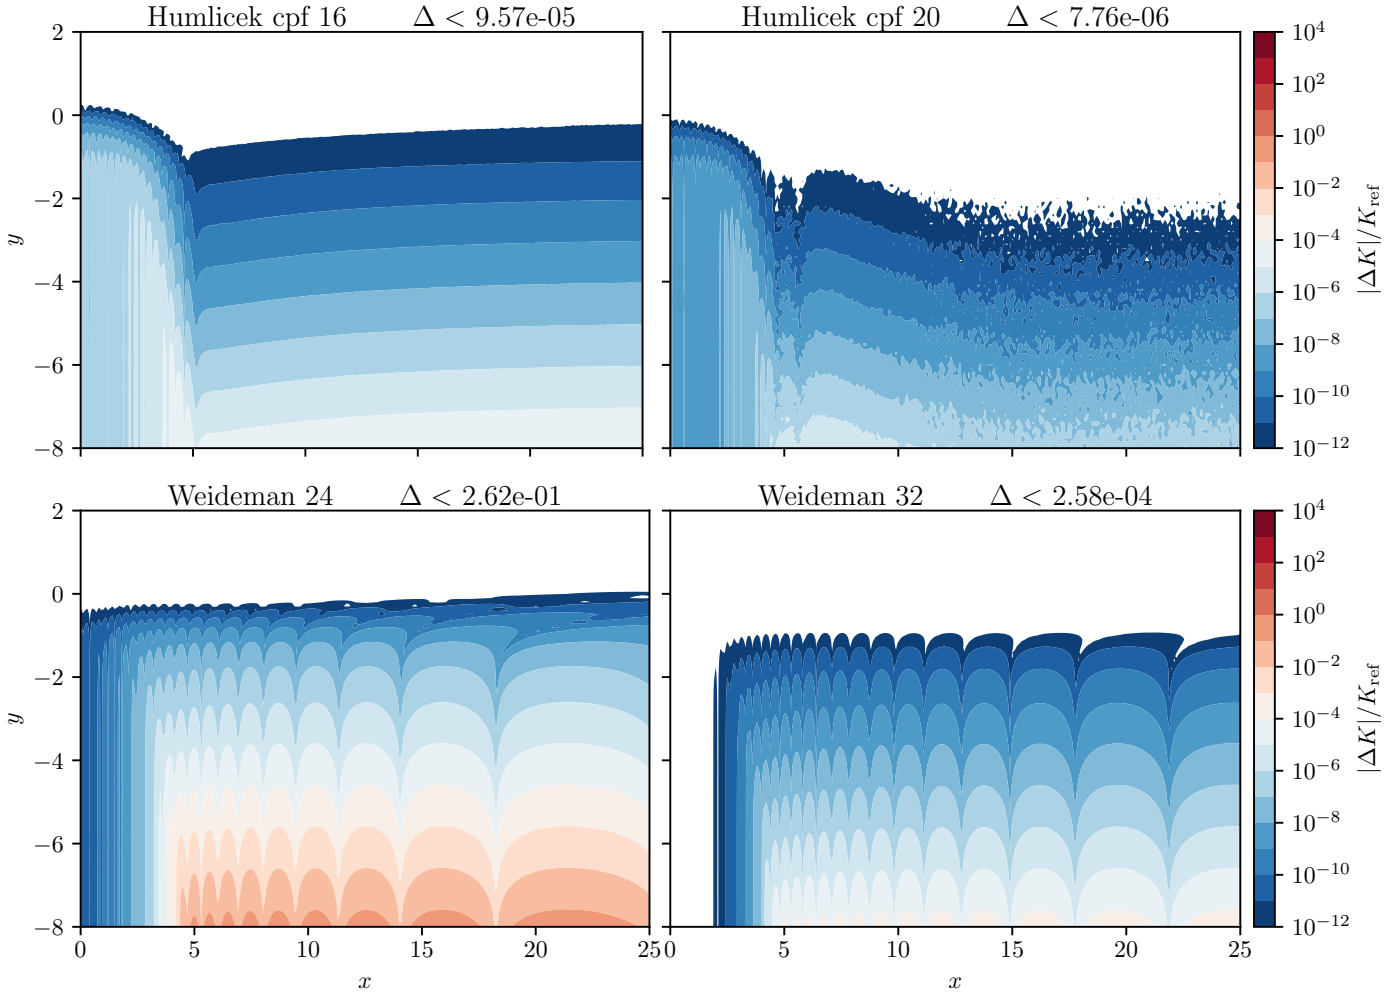 Humlicek cpf 16 Δ < 9.57e-05
Humlicek cpf 20 Δ < 7.76e-06
2
0
−2
−4
−6
−8
y
10^4
10^2
10^0
10^−2
10^−4
10^−6
10^−8
10^−10
10^−12
|ΔK|/K_ref
Weideman 24 Δ < 2.62e-01
Weideman 32 Δ < 2.58e-04
2
0
−2
−4
−6
−8
y
0 5 10 15 20 25
x
0 5 10 15 20 25
x
10^4
10^2
10^0
10^−2
10^−4
10^−6
10^−8
10^−10
10^−12
|ΔK|/K_ref